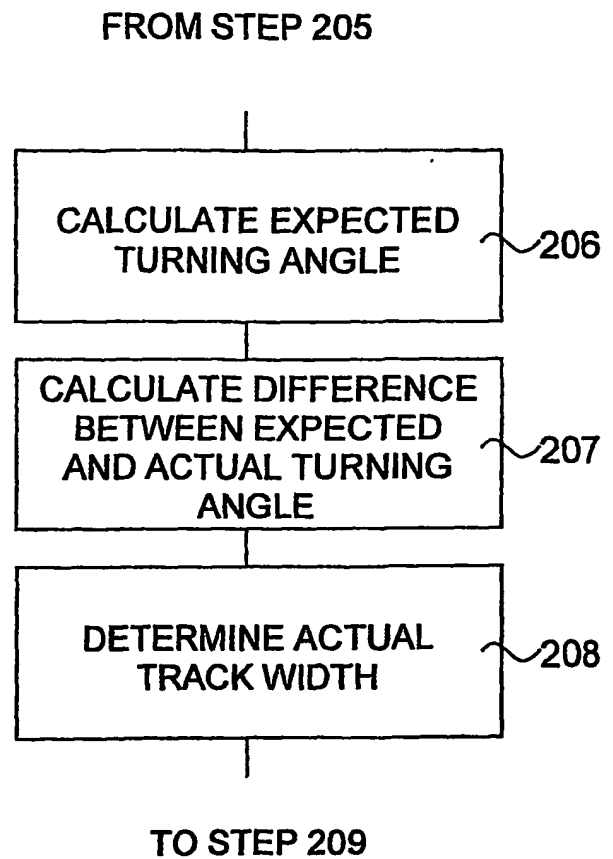 FROM STEP 205
CALCULATE EXPECTED
TURNING ANGLE
206
CALCULATE DIFFERENCE
BETWEEN EXPECTED
AND ACTUAL TURNING
ANGLE
207
DETERMINE ACTUAL
TRACK WIDTH
208
TO STEP 209